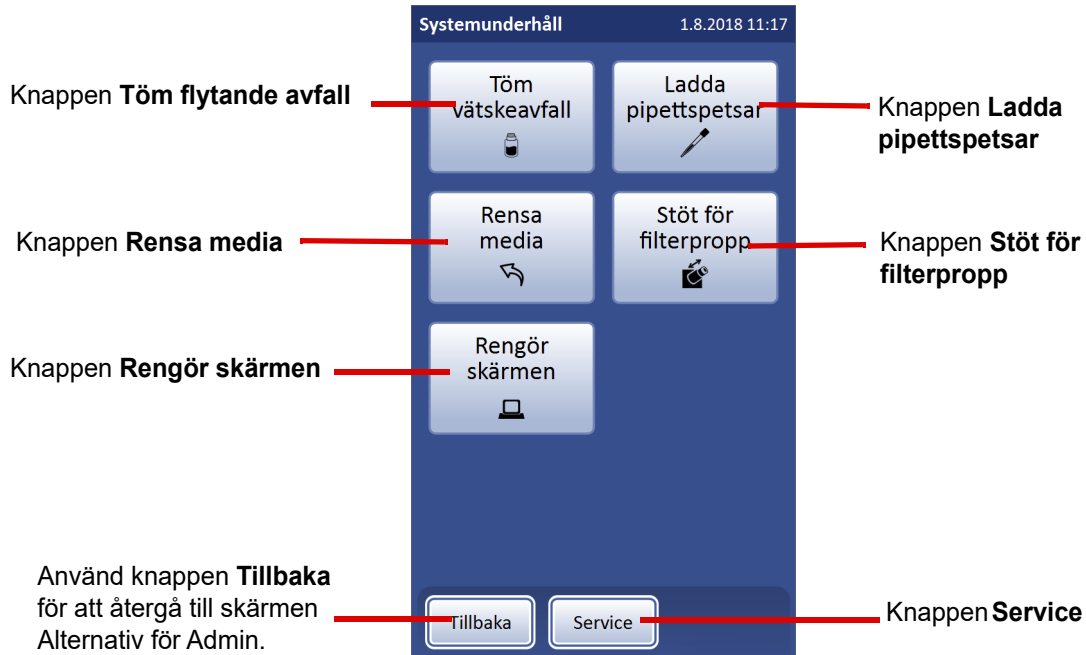 Systemunderhåll 1.8.2018 11:17
Knappen Töm flytande avfall
Töm
vätskeavfall
Ladda
pipettspetsar
Knappen Ladda
pipettspetsar
Knappen Rensa media
Rensa
media
Stöt för
filterpropp
Knappen Stöt för
filterpropp
Knappen Rengör skärmen
Rengör
skärmen
Använd knappen Tillbaka
för att återgå till skärmen
Alternativ för Admin.
Tillbaka
Service
Knappen Service